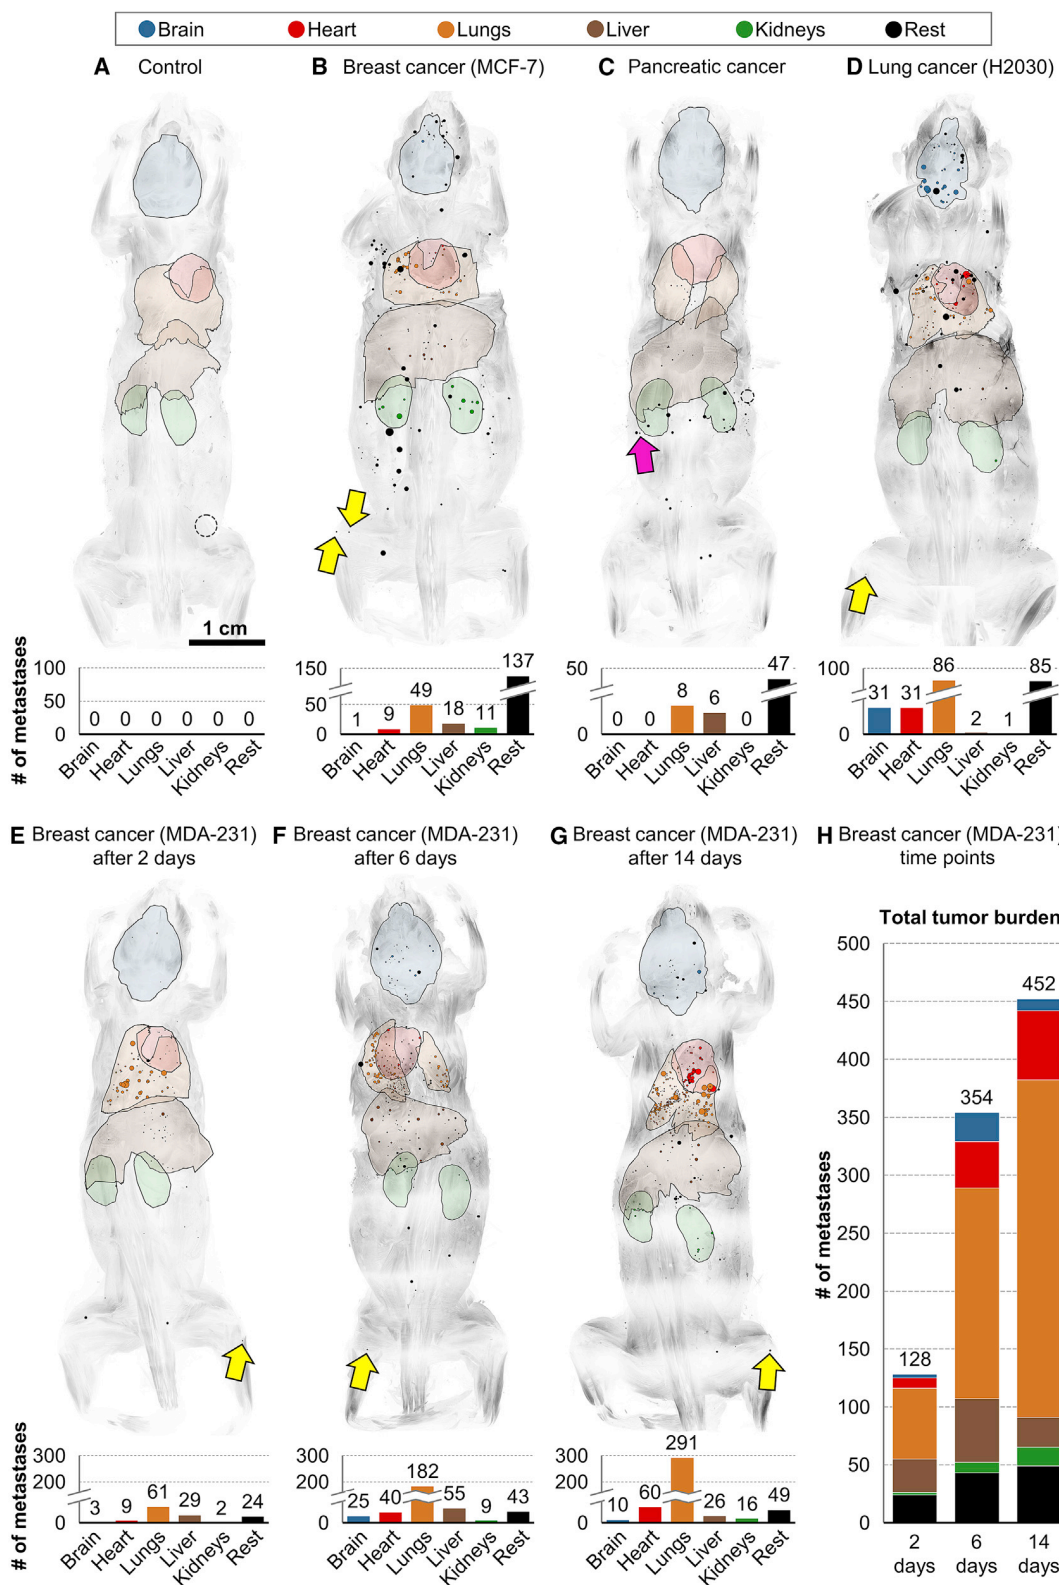 Brain Heart Lungs Liver Kidneys Rest
A Control
B Breast cancer (MCF-7)
C Pancreatic cancer
D Lung cancer (H2030)
1 cm
# of metastases
100
50
0
0 0 0 0 0 0
Brain Heart Lungs Liver Kidneys Rest
150
50
0
1 9 49 18 11 137
Brain Heart Lungs Liver Kidneys Rest
50
0
0 0 8 6 0 47
Brain Heart Lungs Liver Kidneys Rest
100
0
31 31 86 2 1 85
Brain Heart Lungs Liver Kidneys Rest
E Breast cancer (MDA-231)
after 2 days
F Breast cancer (MDA-231)
after 6 days
G Breast cancer (MDA-231)
after 14 days
H Breast cancer (MDA-231)
time points
# of metastases
300
200
0
3 9 61 29 2 24
Brain Heart Lungs Liver Kidneys Rest
300
200
0
25 40 182 55 9 43
Brain Heart Lungs Liver Kidneys Rest
300
200
0
10 60 291 26 16 49
Brain Heart Lungs Liver Kidneys Rest
Total tumor burden
# of metastases
500
450
400
350
300
250
200
150
100
50
0
128
354
452
2
days
6
days
14
days